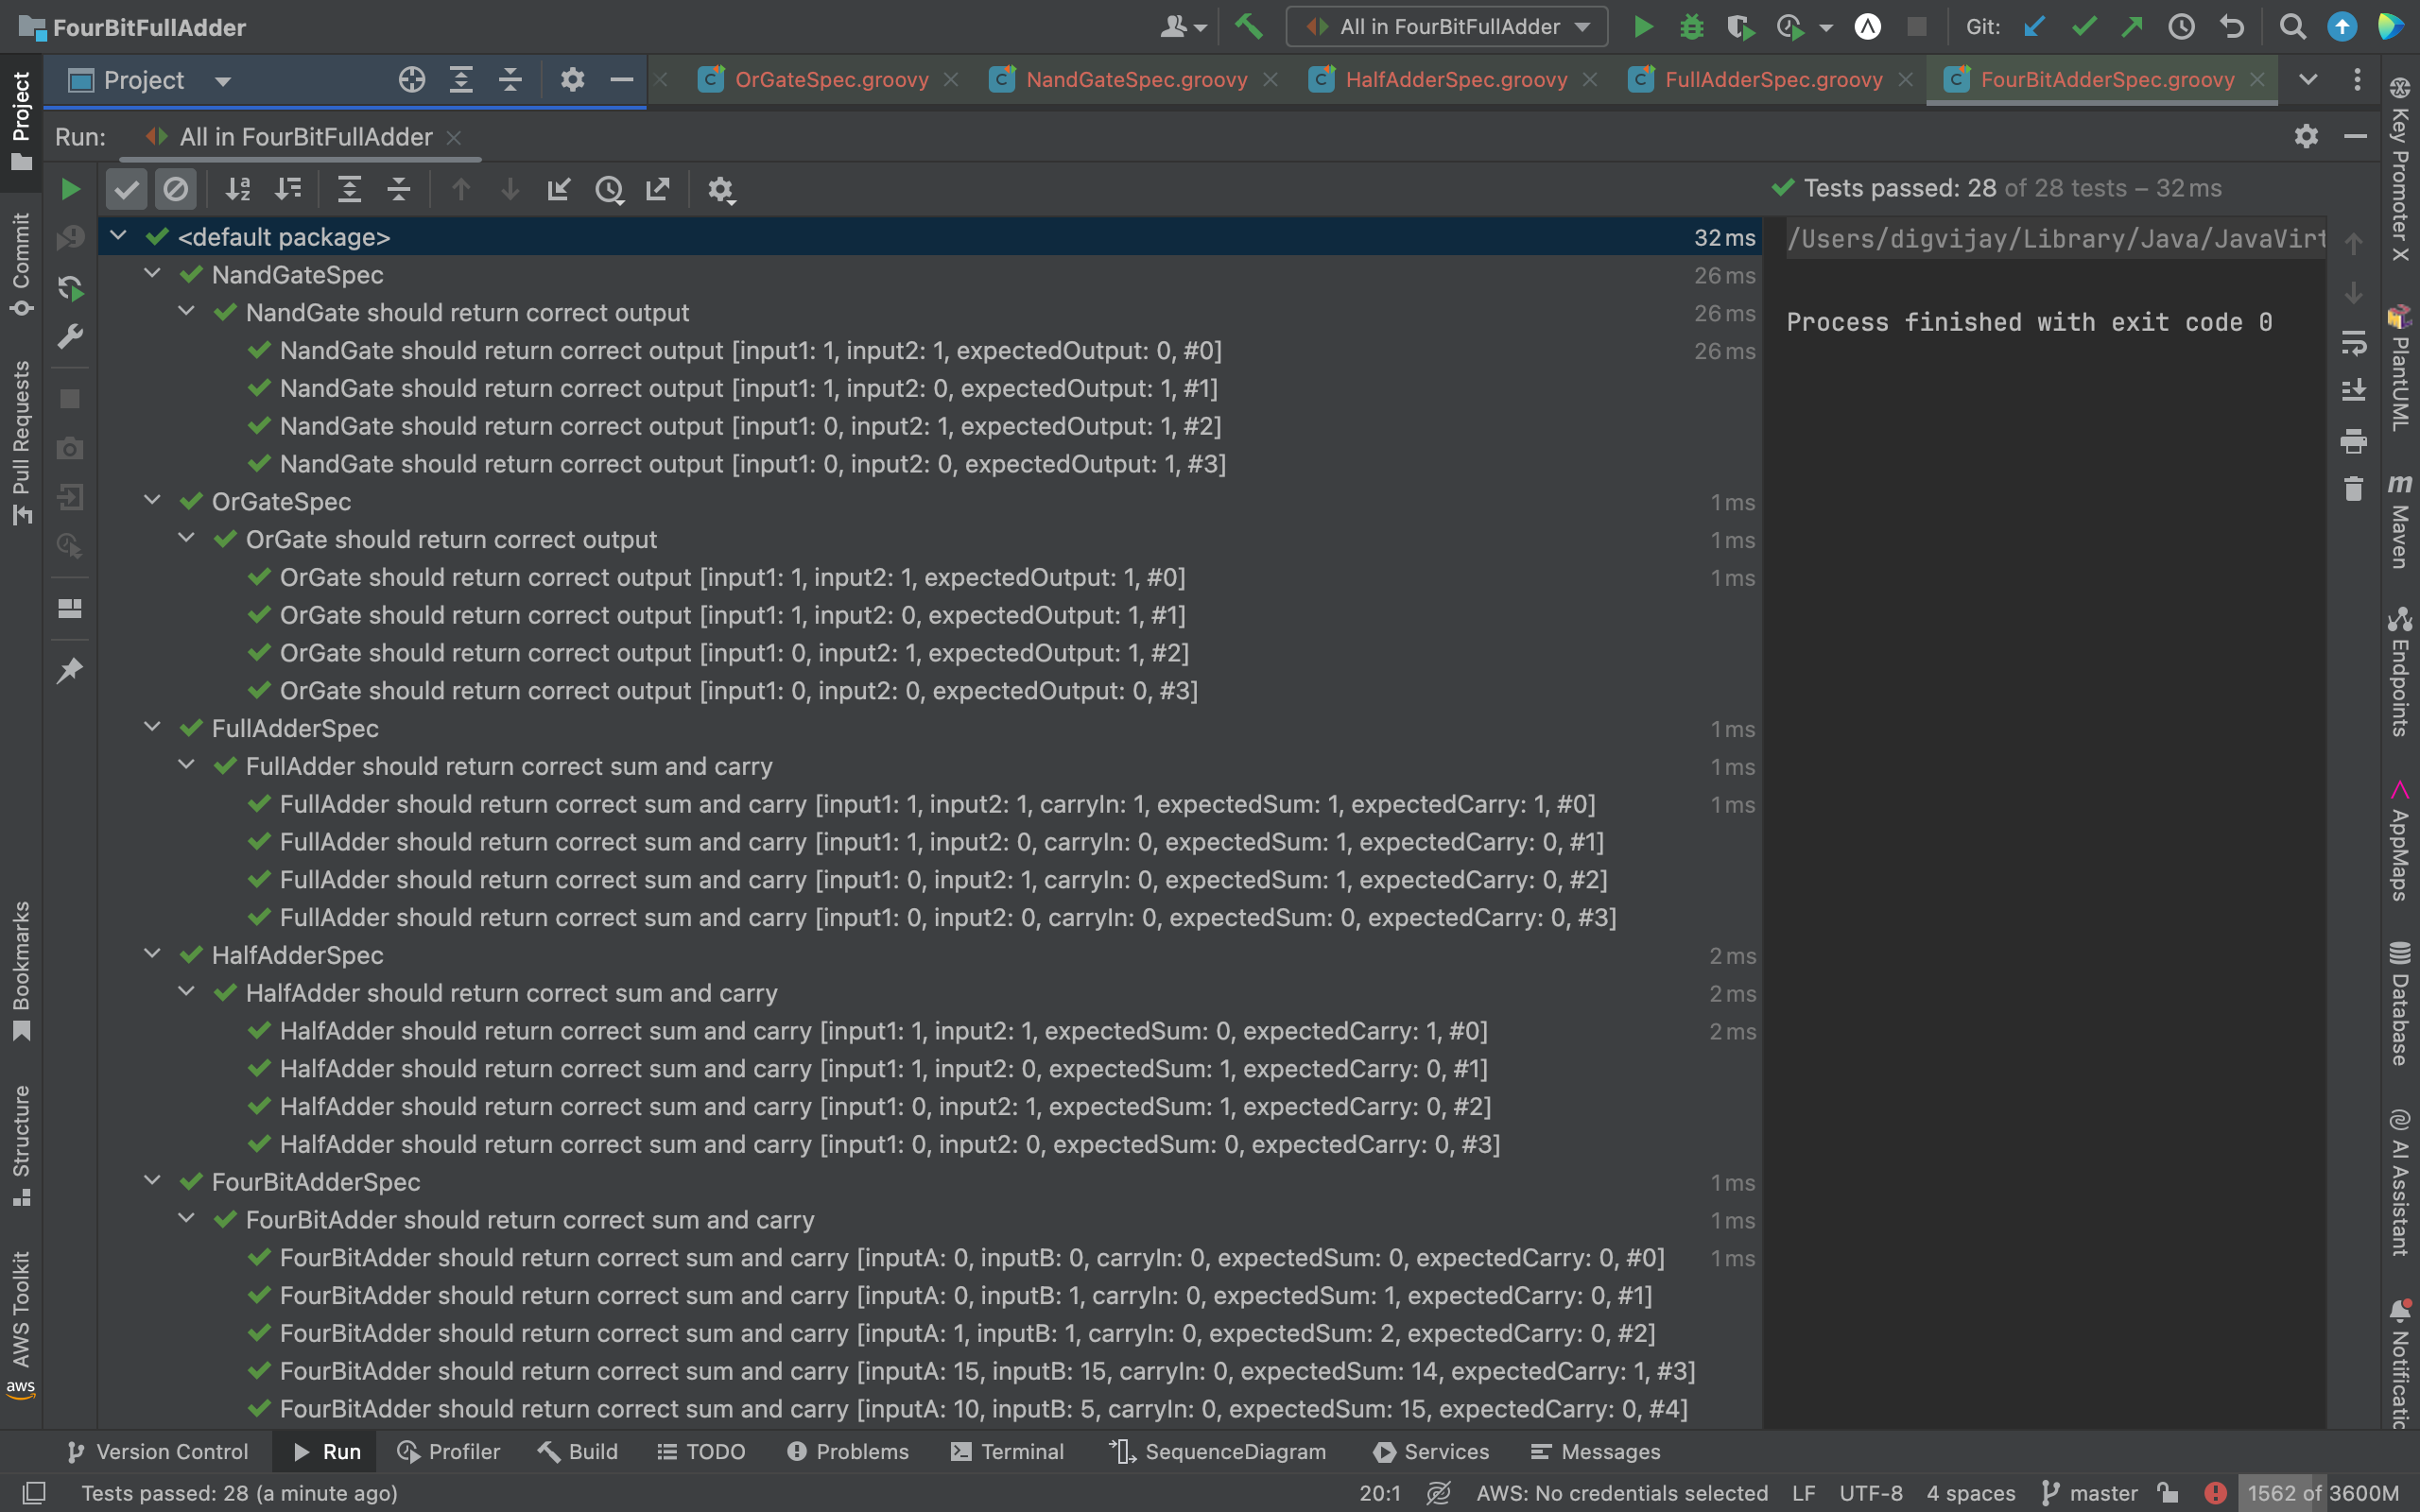 FourBitFullAdder
All in FourBitFullAdder
Git:
Project
OrGateSpec.groovy
NandGateSpec.groovy
HalfAdderSpec.groovy
FullAdderSpec.groovy
FourBitAdderSpec.groovy
Run: All in FourBitFullAdder
Tests passed: 28 of 28 tests – 32 ms
<default package> 32 ms
NandGateSpec 26 ms
NandGate should return correct output 26 ms
NandGate should return correct output [input1: 1, input2: 1, expectedOutput: 0, #0] 26 ms
NandGate should return correct output [input1: 1, input2: 0, expectedOutput: 1, #1]
NandGate should return correct output [input1: 0, input2: 1, expectedOutput: 1, #2]
NandGate should return correct output [input1: 0, input2: 0, expectedOutput: 1, #3]
OrGateSpec 1 ms
OrGate should return correct output 1 ms
OrGate should return correct output [input1: 1, input2: 1, expectedOutput: 1, #0] 1 ms
OrGate should return correct output [input1: 1, input2: 0, expectedOutput: 1, #1]
OrGate should return correct output [input1: 0, input2: 1, expectedOutput: 1, #2]
OrGate should return correct output [input1: 0, input2: 0, expectedOutput: 0, #3]
FullAdderSpec 1 ms
FullAdder should return correct sum and carry 1 ms
FullAdder should return correct sum and carry [input1: 1, input2: 1, carryIn: 1, expectedSum: 1, expectedCarry: 1, #0] 1 ms
FullAdder should return correct sum and carry [input1: 1, input2: 0, carryIn: 0, expectedSum: 1, expectedCarry: 0, #1]
FullAdder should return correct sum and carry [input1: 0, input2: 1, carryIn: 0, expectedSum: 1, expectedCarry: 0, #2]
FullAdder should return correct sum and carry [input1: 0, input2: 0, carryIn: 0, expectedSum: 0, expectedCarry: 0, #3]
HalfAdderSpec 2 ms
HalfAdder should return correct sum and carry 2 ms
HalfAdder should return correct sum and carry [input1: 1, input2: 1, expectedSum: 0, expectedCarry: 1, #0] 2 ms
HalfAdder should return correct sum and carry [input1: 1, input2: 0, expectedSum: 1, expectedCarry: 0, #1]
HalfAdder should return correct sum and carry [input1: 0, input2: 1, expectedSum: 1, expectedCarry: 0, #2]
HalfAdder should return correct sum and carry [input1: 0, input2: 0, expectedSum: 0, expectedCarry: 0, #3]
FourBitAdderSpec 1 ms
FourBitAdder should return correct sum and carry 1 ms
FourBitAdder should return correct sum and carry [inputA: 0, inputB: 0, carryIn: 0, expectedSum: 0, expectedCarry: 0, #0] 1 ms
FourBitAdder should return correct sum and carry [inputA: 0, inputB: 1, carryIn: 0, expectedSum: 1, expectedCarry: 0, #1]
FourBitAdder should return correct sum and carry [inputA: 1, inputB: 1, carryIn: 0, expectedSum: 2, expectedCarry: 0, #2]
FourBitAdder should return correct sum and carry [inputA: 15, inputB: 15, carryIn: 0, expectedSum: 14, expectedCarry: 1, #3]
FourBitAdder should return correct sum and carry [inputA: 10, inputB: 5, carryIn: 0, expectedSum: 15, expectedCarry: 0, #4]
/Users/digvijay/Library/Java/JavaVirt
Process finished with exit code 0
Project
Commit
Pull Requests
Bookmarks
Structure
AWS Toolkit
aws
Key Promoter X
PlantUML
m
Maven
Endpoints
AppMaps
Database
AI Assistant
Notificatic
Version Control
Run
Profiler
Build
TODO
Problems
Terminal
SequenceDiagram
Services
Messages
Tests passed: 28 (a minute ago)
20:1
AWS: No credentials selected
LF
UTF-8
4 spaces
master
1562 of 3600M